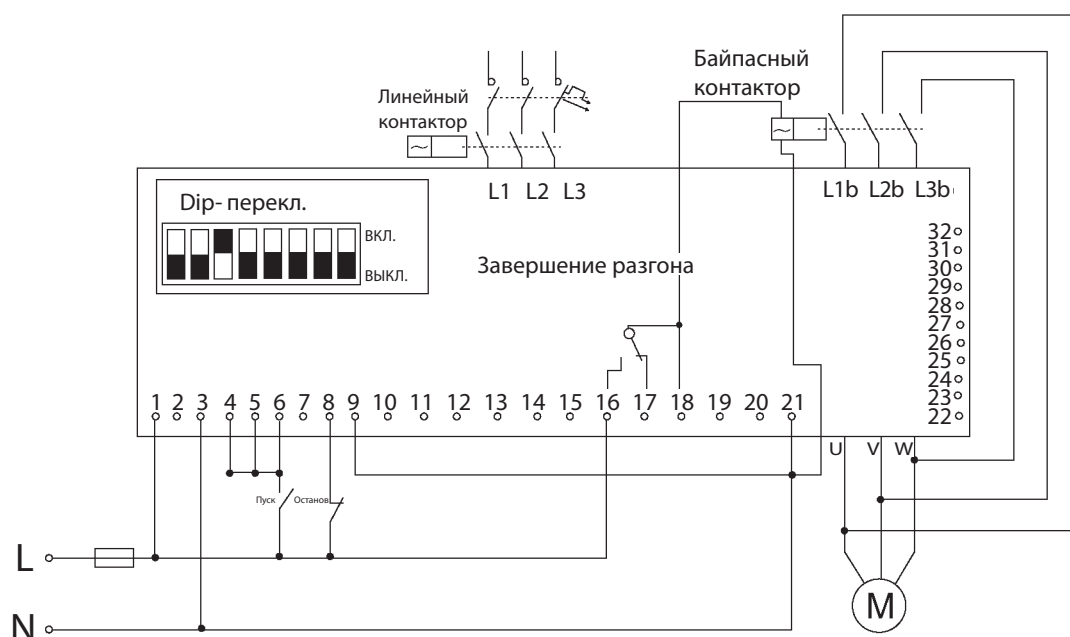 Байпасный
контактор
Линейный
контактор
L1 L2 L3
L1b L2b L3b
Dip- перекл.
ВКЛ.
ВЫКЛ.
Завершение разгона
32
31
30
29
28
27
26
25
24
23
22
1 2 3 4 5 6 7 8 9 10 11 12 13 14 15 16 17 18 19 20 21
U V W
Пуск Останов
L
M
N